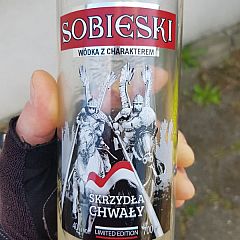 SOBIESKI
WÓDKA Z CHARAKTEREM
SKRZYDŁA
CHWAŁY
LIMITED EDITION